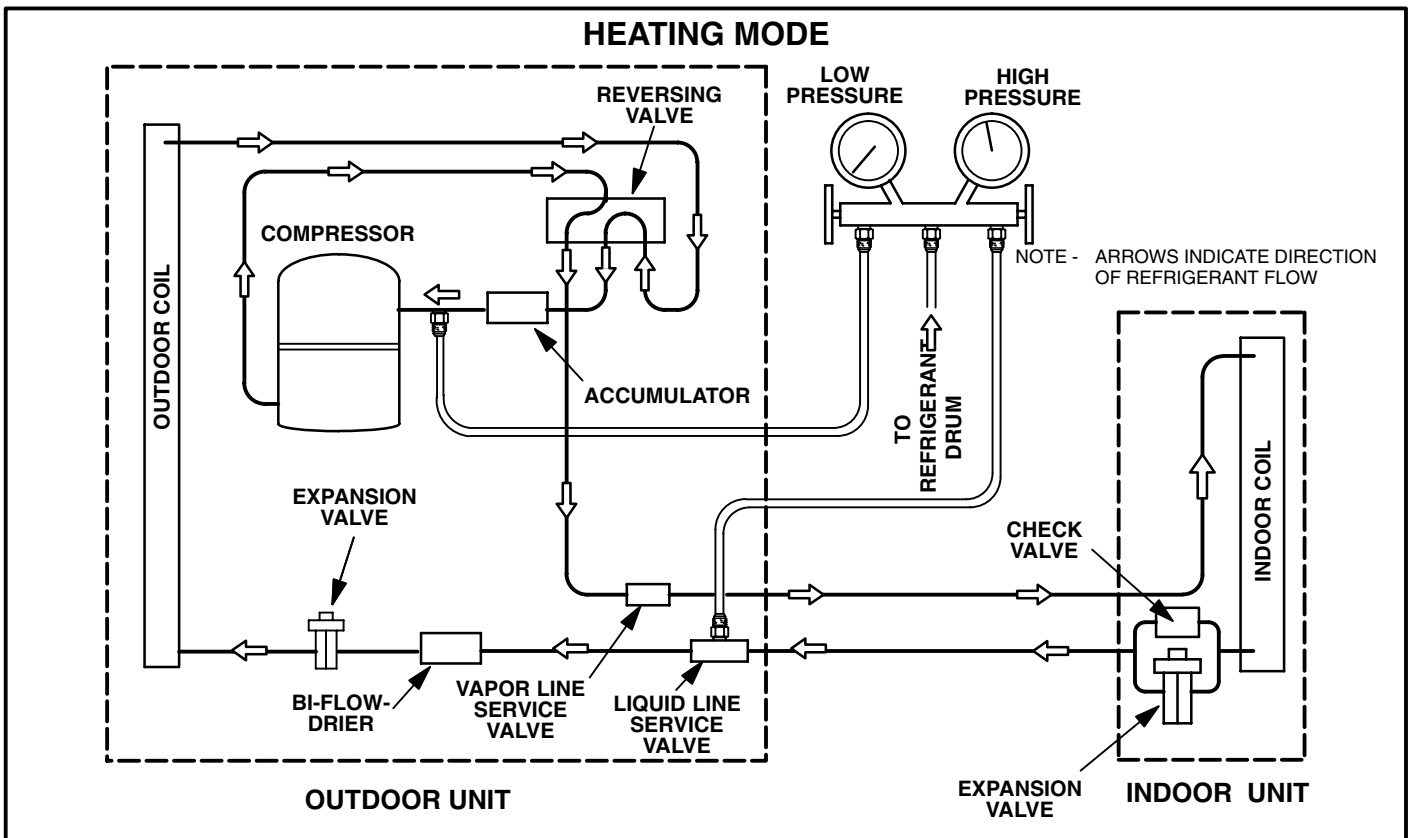 HEATING MODE
LOW
PRESSURE
HIGH
PRESSURE
REVERSING
VALVE
COMPRESSOR
NOTE - ARROWS INDICATE DIRECTION
OF REFRIGERANT FLOW
OUTDOOR COIL
ACCUMULATOR
TO
REFRIGERANT
DRUM
INDOOR COIL
EXPANSION
VALVE
CHECK
VALVE
BI-FLOW-
DRIER
VAPOR LINE
SERVICE
VALVE
LIQUID LINE
SERVICE
VALVE
EXPANSION
VALVE
OUTDOOR UNIT
INDOOR UNIT